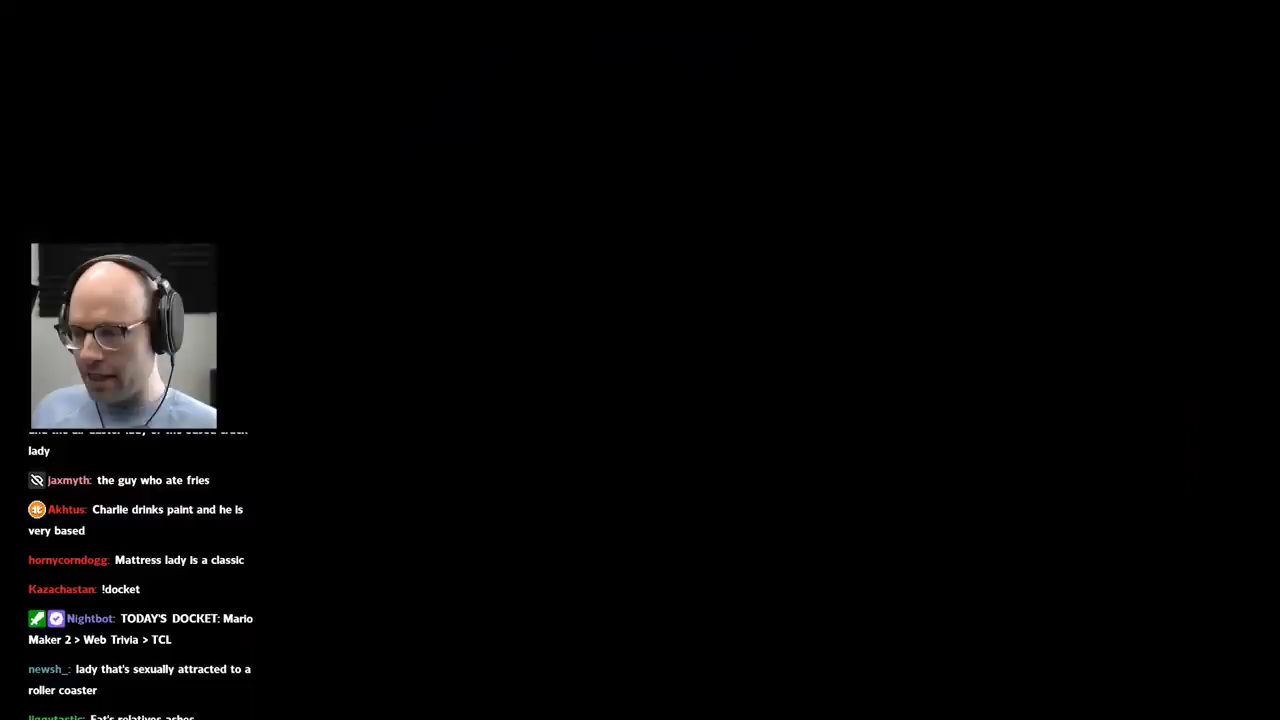 lady
Jaxmyth: the guy who ate fries
Akhtus: Charlie drinks paint and he is
very based
hornycorndogg: Mattress lady is a classic
Kazachastan: !docket
Nightbot: TODAY'S DOCKET: Mario
Maker 2 > Web Trivia > TCL
newsh_: lady that's sexually attracted to a
roller coaster